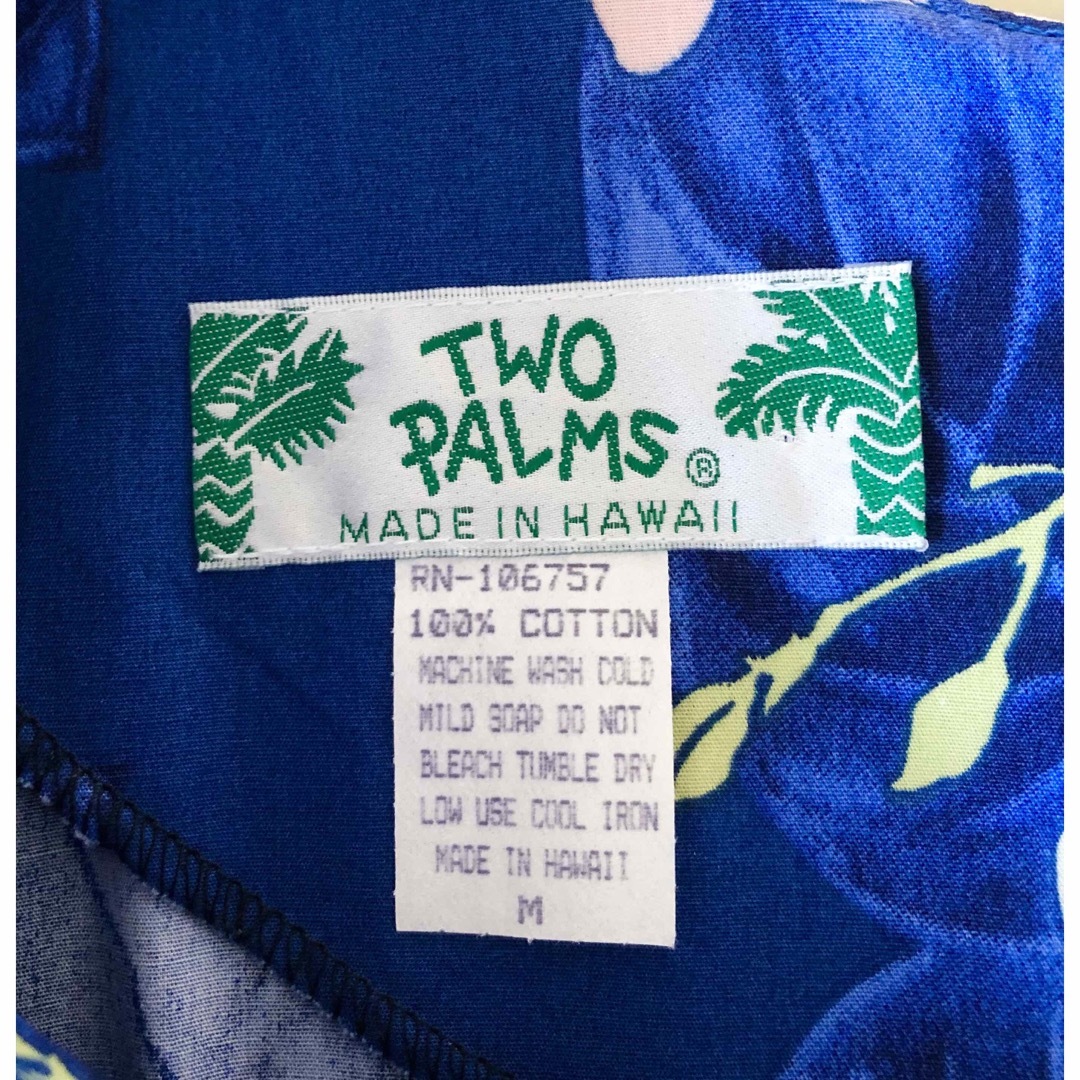 TWO
PALMS ®
MADE IN HAWAII
RN-106757
100% COTTON
MACHINE WASH COLD
MILD SOAP DO NOT
BLEACH TUMBLE DRY
LOW USE COOL IRON
MADE IN HAWAII
M